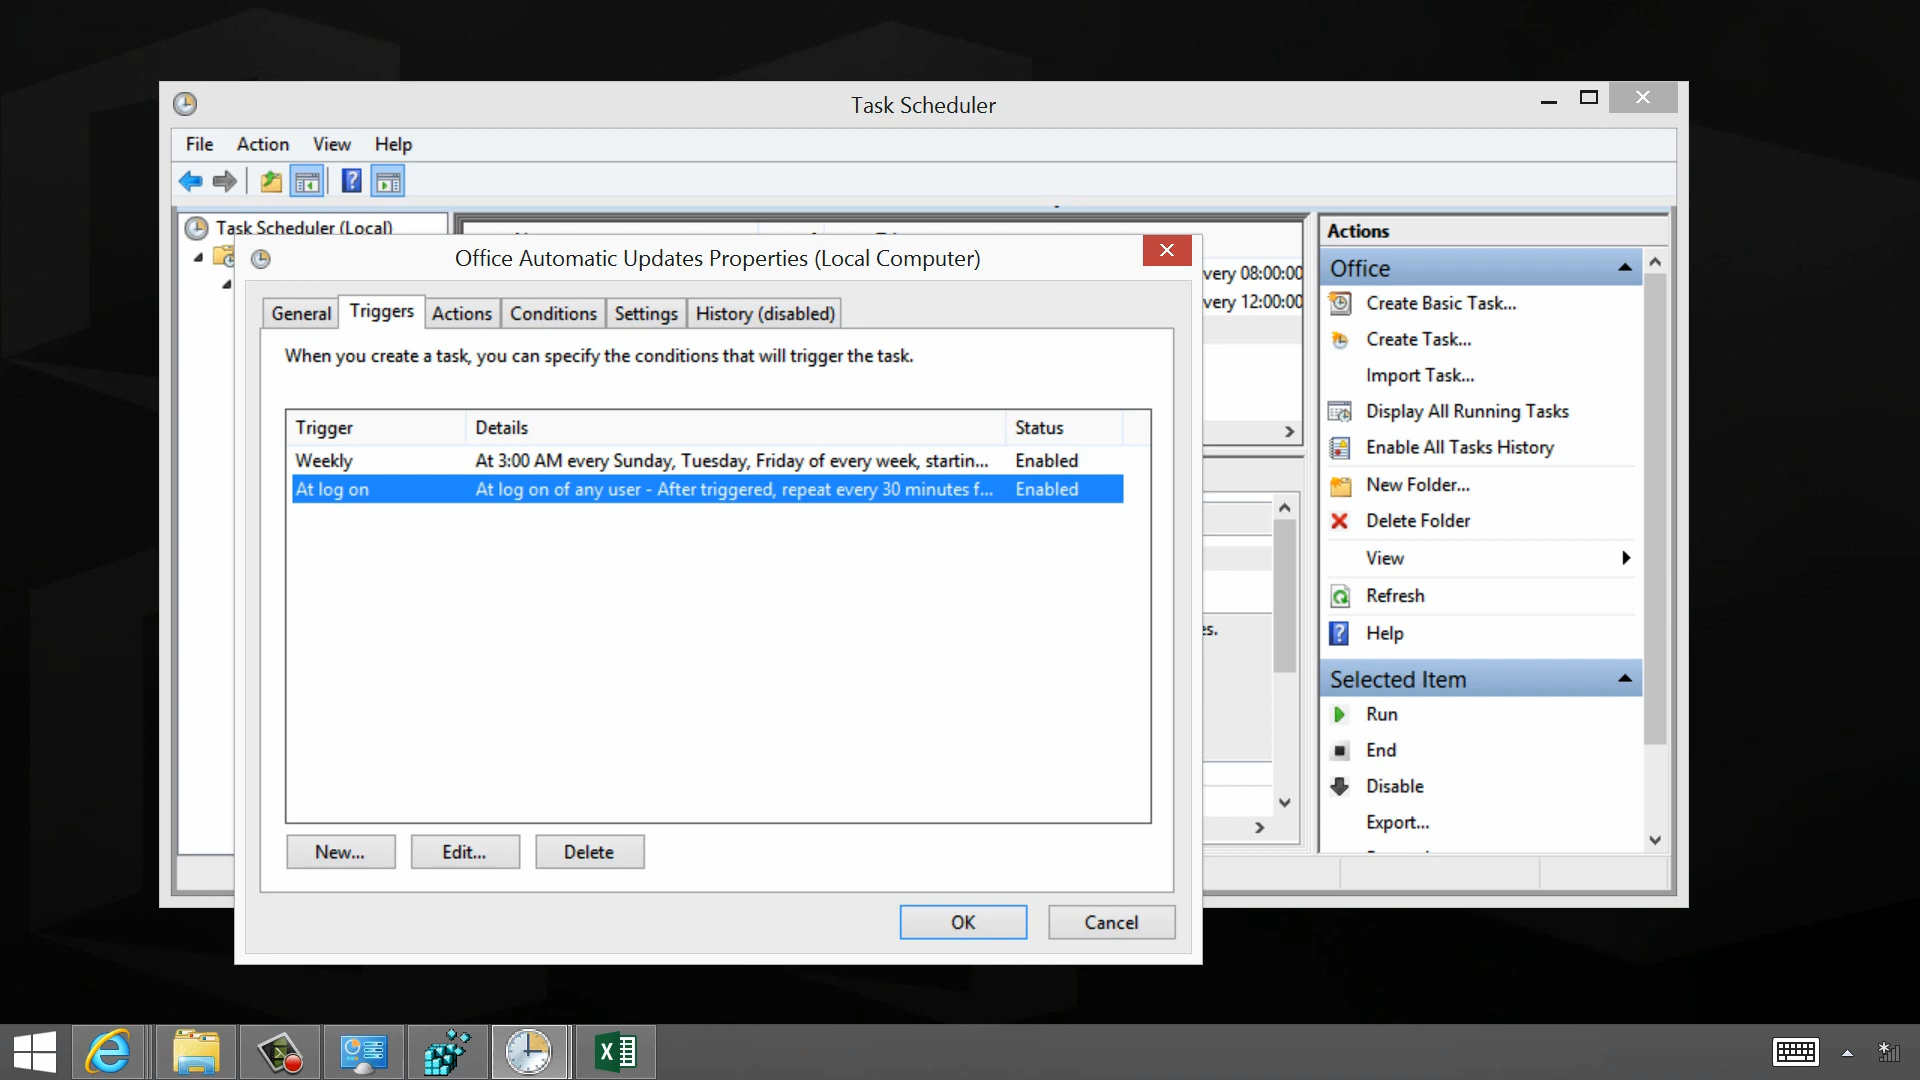 Task Scheduler
File Action View Help
Task Scheduler (Local)
Office Automatic Updates Properties (Local Computer)
General Triggers Actions Conditions Settings History (disabled)
When you create a task, you can specify the conditions that will trigger the task.
Trigger Details Status
Weekly At 3:00 AM every Sunday, Tuesday, Friday of every week, startin... Enabled
At log on At log on of any user - After triggered, repeat every 30 minutes f... Enabled
New... Edit... Delete
OK Cancel
very 08:00:00
very 12:00:00
es.
Actions
Office
Create Basic Task...
Create Task...
Import Task...
Display All Running Tasks
Enable All Tasks History
New Folder...
Delete Folder
View
Refresh
Help
Selected Item
Run
End
Disable
Export...